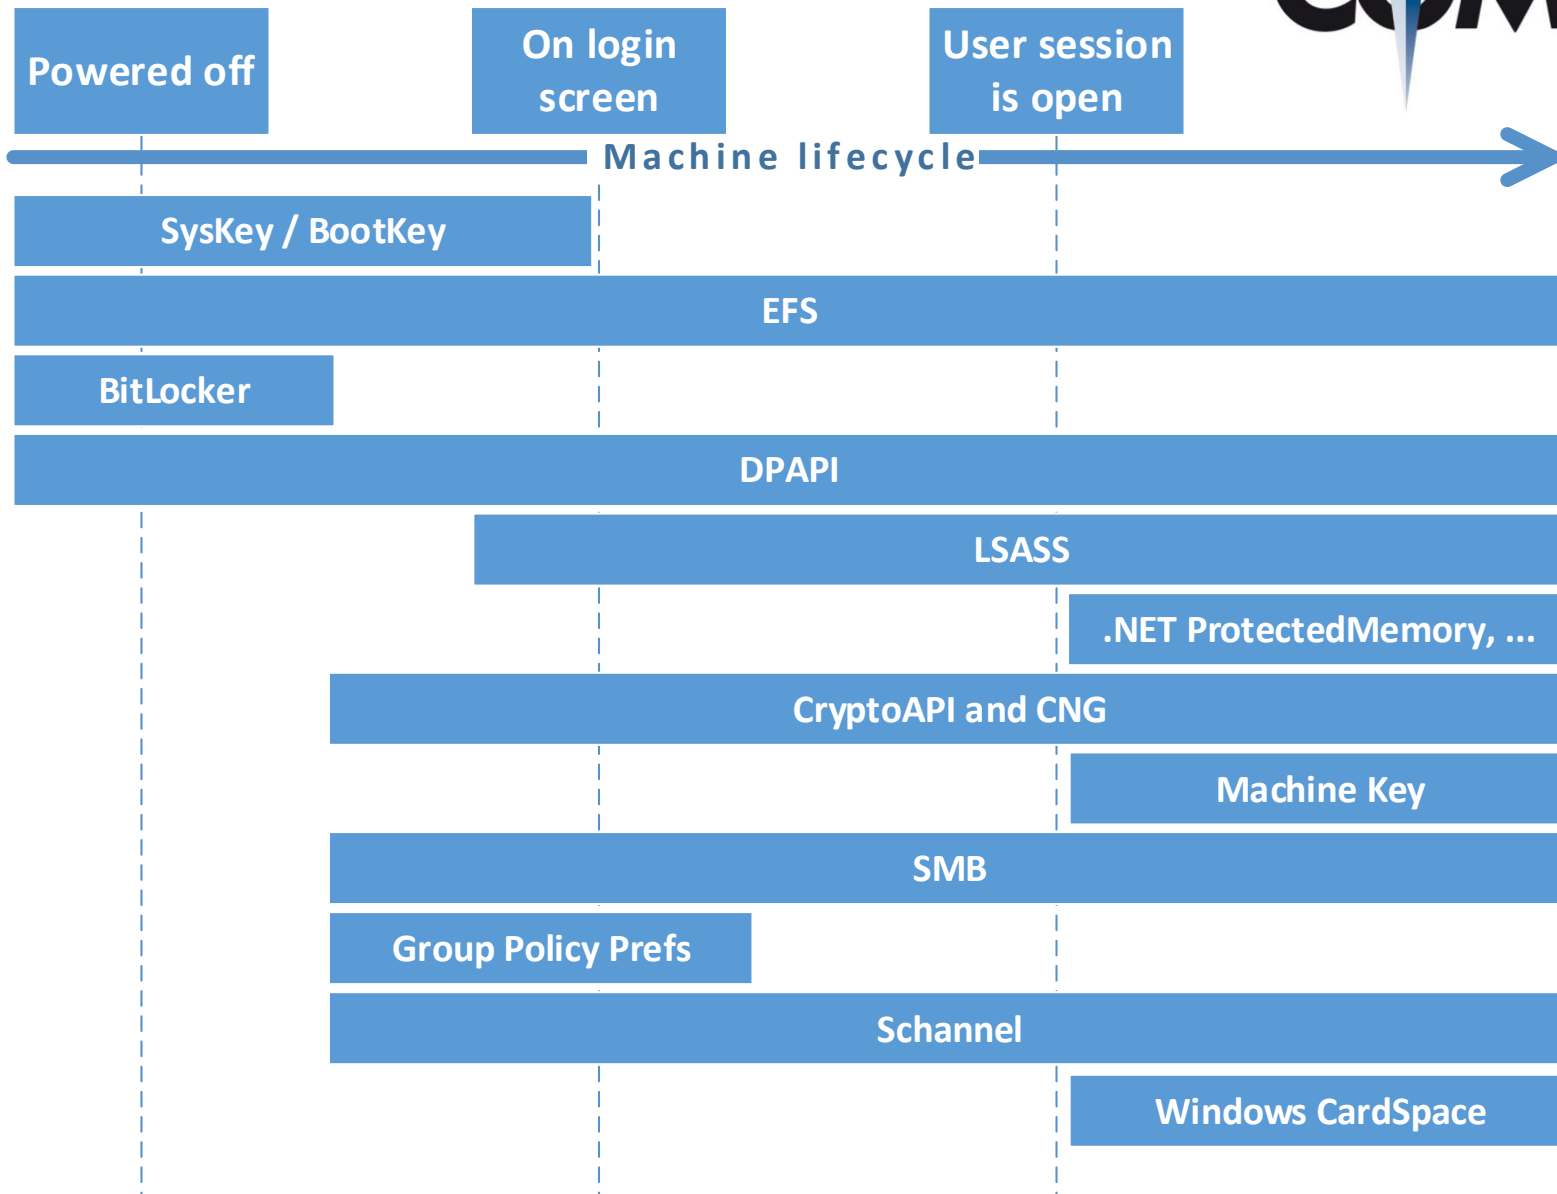 COM
Powered off
On login
screen
User session
is open
Machine lifecycle
SysKey / BootKey
EFS
BitLocker
DPAPI
LSASS
.NET ProtectedMemory, ...
CryptoAPI and CNG
Machine Key
SMB
Group Policy Prefs
Schannel
Windows CardSpace